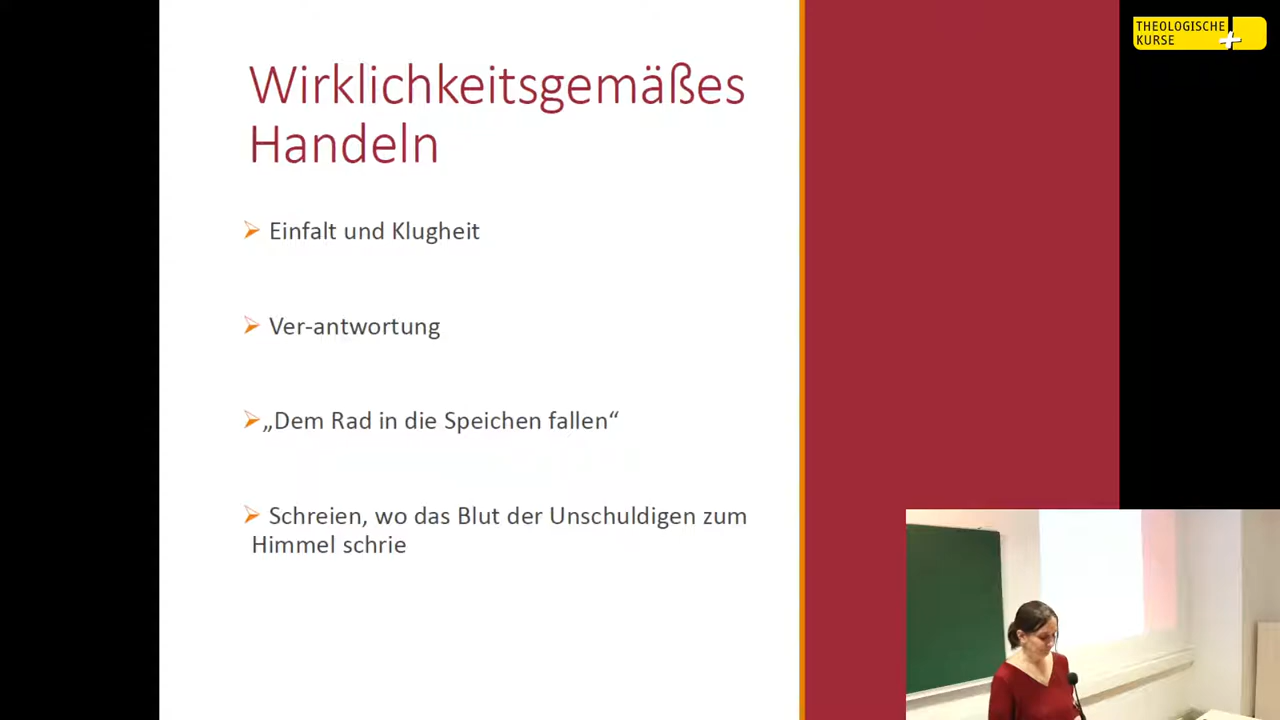 Wirklichkeitsgemäßes
Handeln
Einfalt und Klugheit
Ver-antwortung
„Dem Rad in die Speichen fallen“
Schreien, wo das Blut der Unschuldigen zum
Himmel schrie
THEOLOGISCHE
KURSE